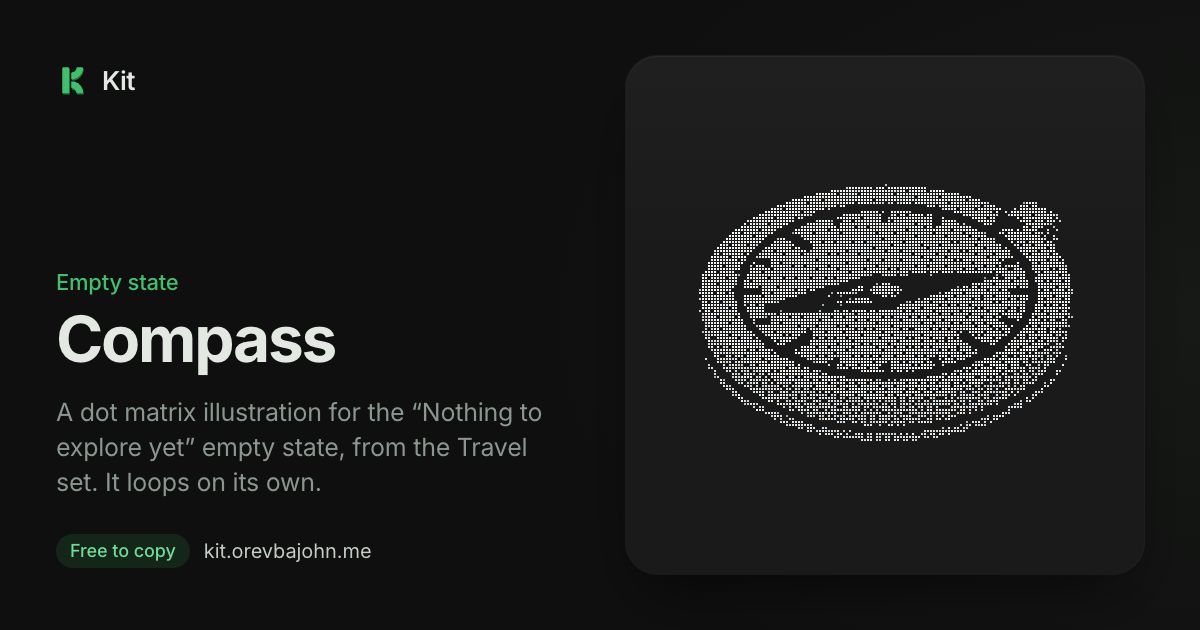 Kit
Empty state
Compass
A dot matrix illustration for the “Nothing to
explore yet” empty state, from the Travel
set. It loops on its own.
Free to copy
kit.orevbajohn.me